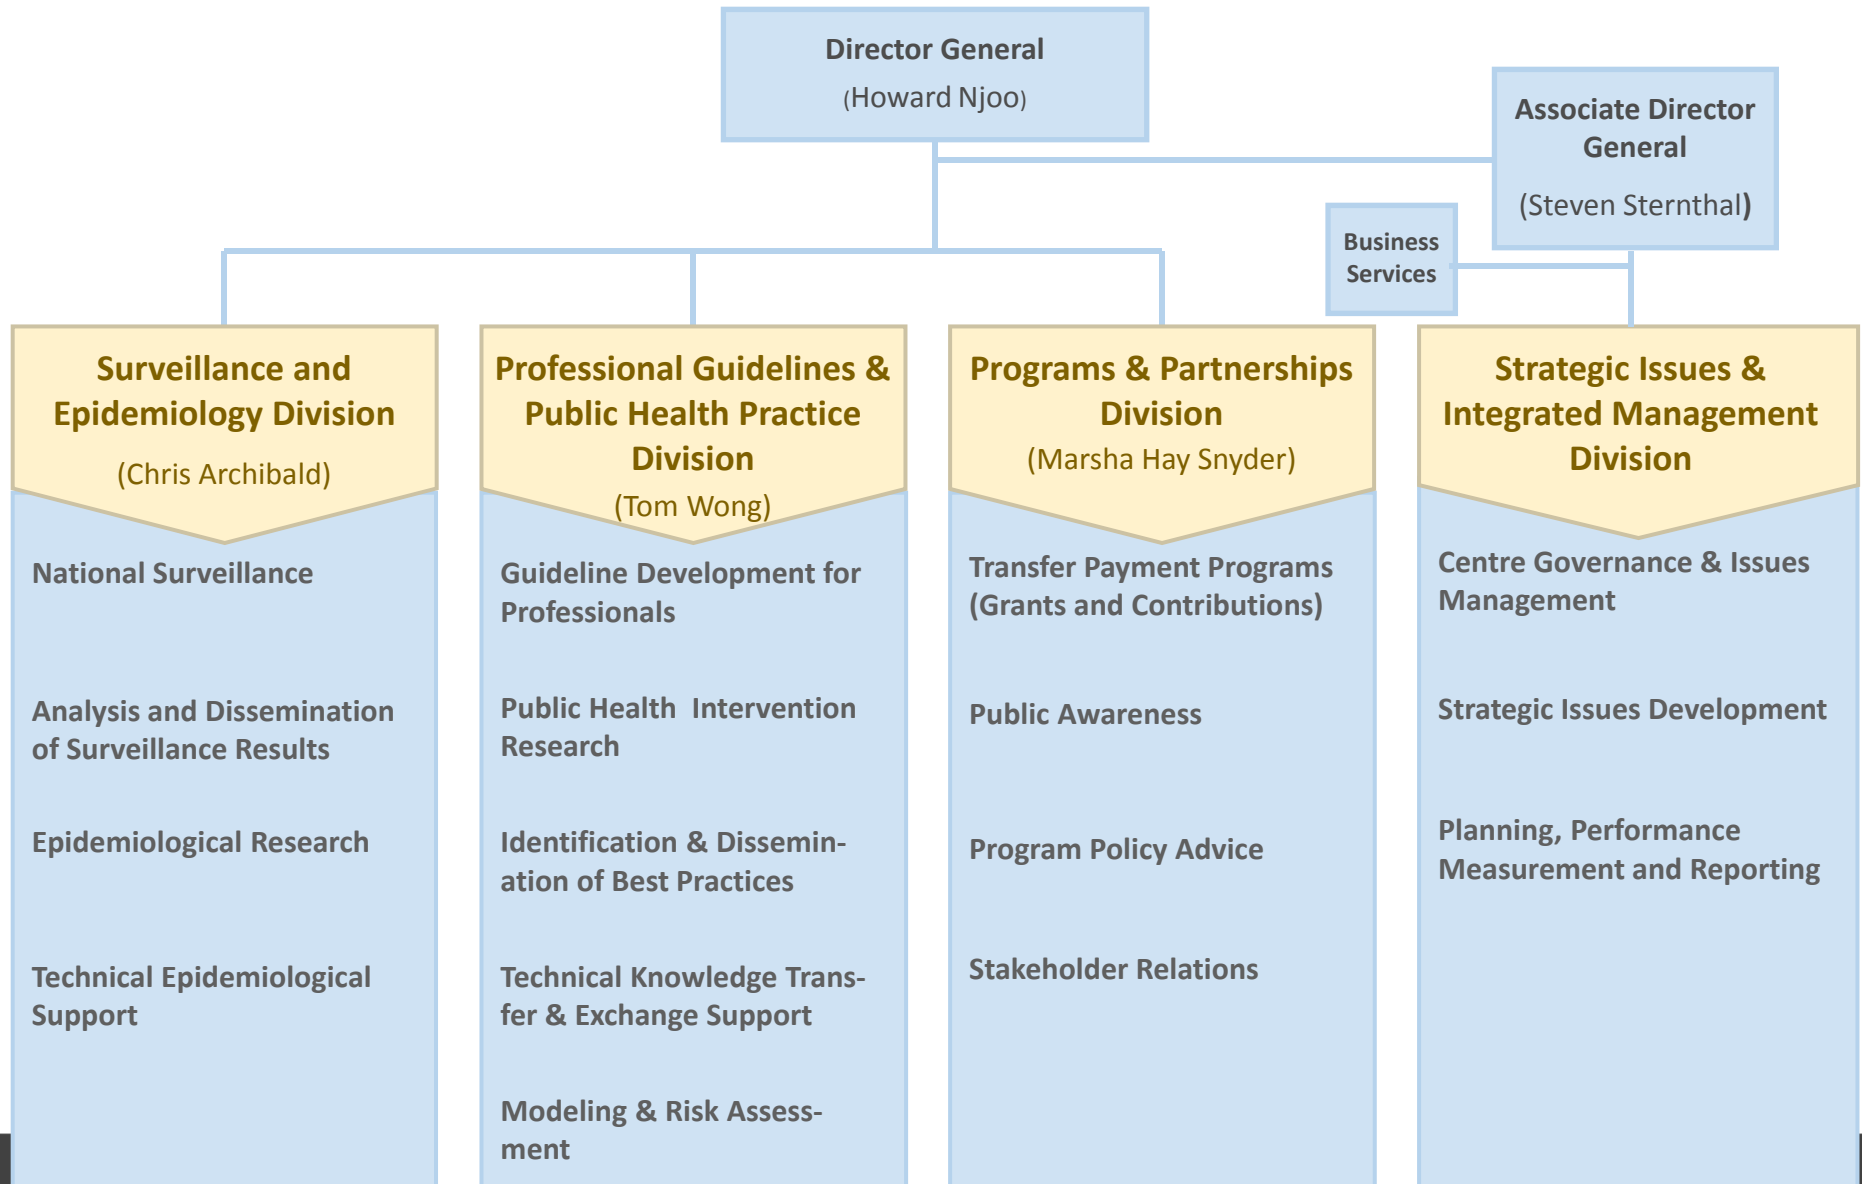 Director General
(Howard Njoo)
Associate Director
General
(Steven Sternthal)
Business
Services
Surveillance and
Epidemiology Division
(Chris Archibald)
National Surveillance
Analysis and Dissemination
of Surveillance Results
Epidemiological Research
Technical Epidemiological
Support
Professional Guidelines &
Public Health Practice
Division
(Tom Wong)
Guideline Development for
Professionals
Public Health  Intervention
Research
Identification & Dissemin-
ation of Best Practices
Technical Knowledge Trans-
fer & Exchange Support
Modeling & Risk Assess-
ment
Programs & Partnerships
Division
(Marsha Hay Snyder)
Transfer Payment Programs
(Grants and Contributions)
Public Awareness
Program Policy Advice
Stakeholder Relations
Strategic Issues &
Integrated Management
Division
Centre Governance & Issues
Management
Strategic Issues Development
Planning, Performance
Measurement and Reporting